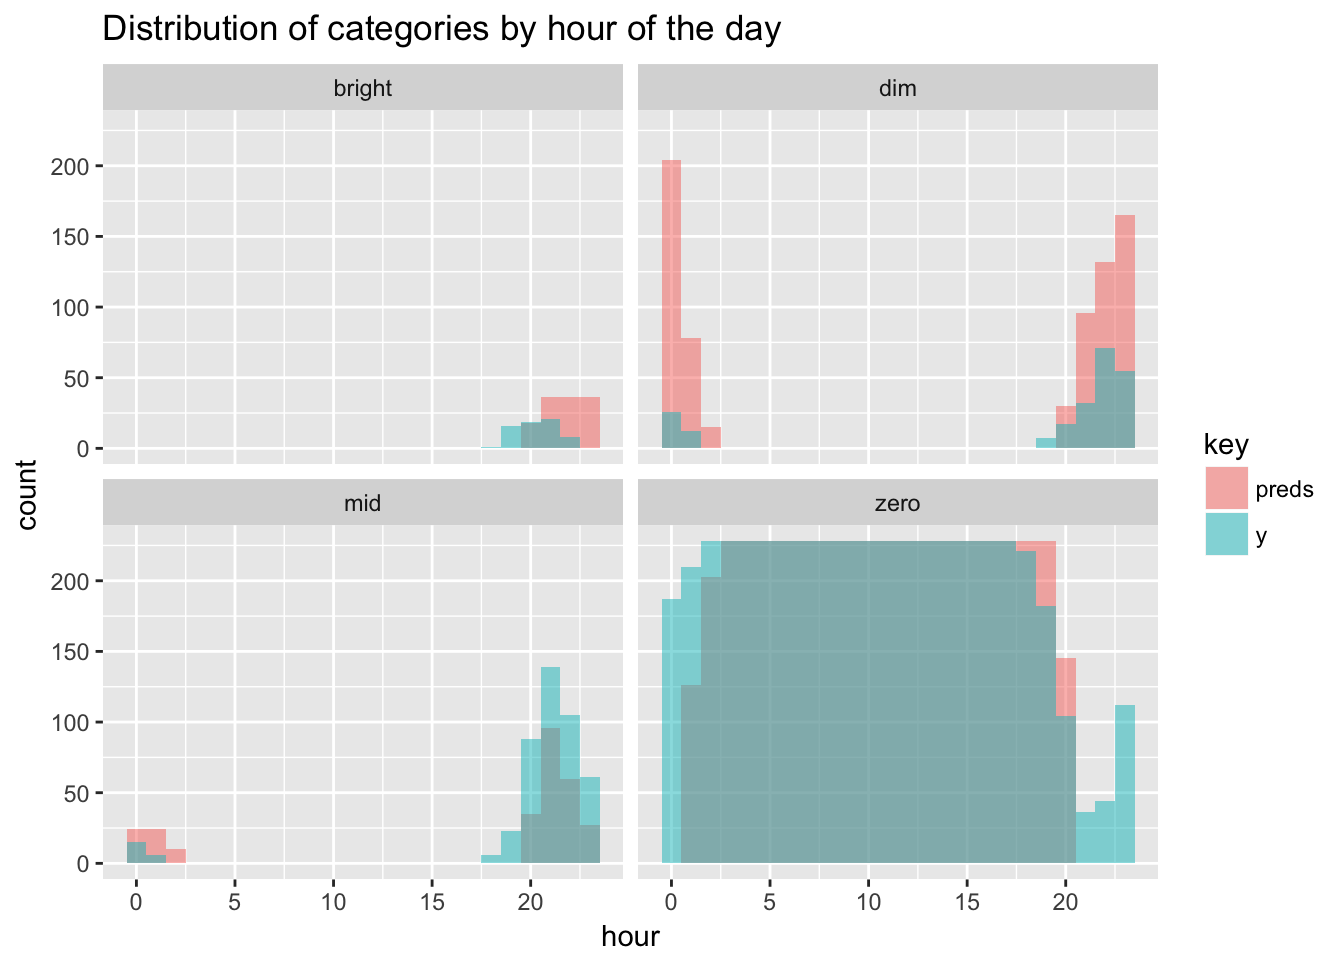 Distribution of categories by hour of the day
bright
dim
200
150
100
50
0
mid
zero
200
150
100
50
0
0 5 10 15 20
0 5 10 15 20
hour
count
key
preds
y